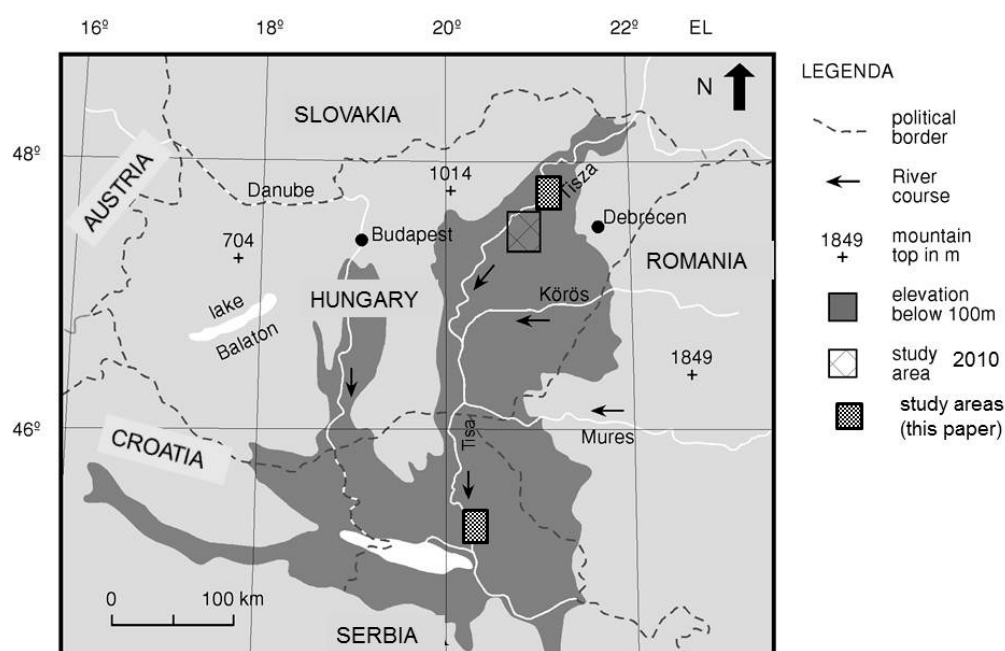 16º 18º 20º 22º EL
N
SLOVAKIA
48º
AUSTRIA
1014
Tisza
Danube
Debrécen
Budapest
704
ROMANIA
HUNGARY
Körös
lake
Balaton
1849
46º
Tisa
Mures
CROATIA
0 100 km
SERBIA
LEGENDA
political
border
River
course
1849 mountain
top in m
elevation
below 100m
study
area 2010
study areas
(this paper)